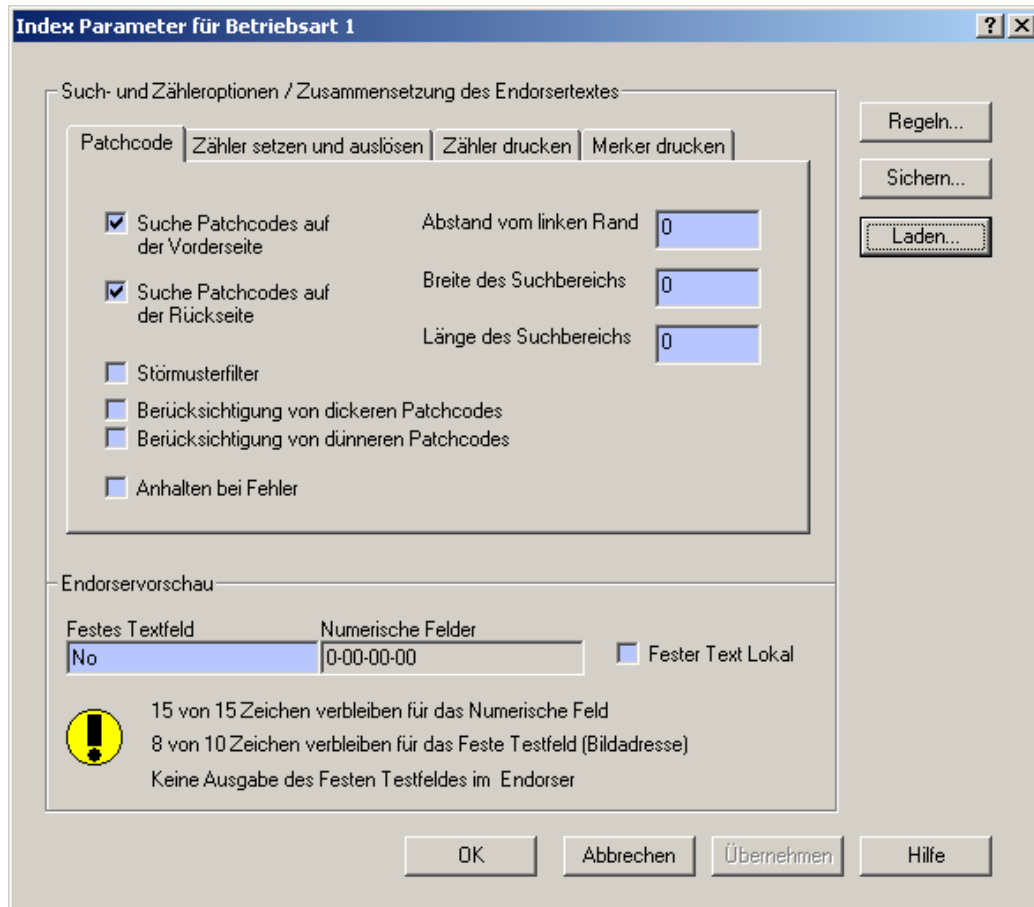 Index Parameter für Betriebsart 1
Such- und Zähleroptionen / Zusammensetzung des Endorsertextes
Patchcode
Zähler setzen und auslösen
Zähler drucken
Merker drucken
Regeln...
Sichern...
Laden...
Suche Patchcodes auf
der Vorderseite
Abstand vom linken Rand
0
Suche Patchcodes auf
der Rückseite
Breite des Suchbereichs
0
Länge des Suchbereichs
0
Störmusterfilter
Berücksichtigung von dickeren Patchcodes
Berücksichtigung von dünneren Patchcodes
Anhalten bei Fehler
Endorservorschau
Festes Textfeld
Numerische Felder
No
0-00-00-00
Fester Text Lokal
15 von 15 Zeichen verbleiben für das Numerische Feld
8 von 10 Zeichen verbleiben für das Feste Testfeld (Bildadresse)
Keine Ausgabe des Festen Testfeldes im Endorser
OK
Abbrechen
Übernehmen
Hilfe